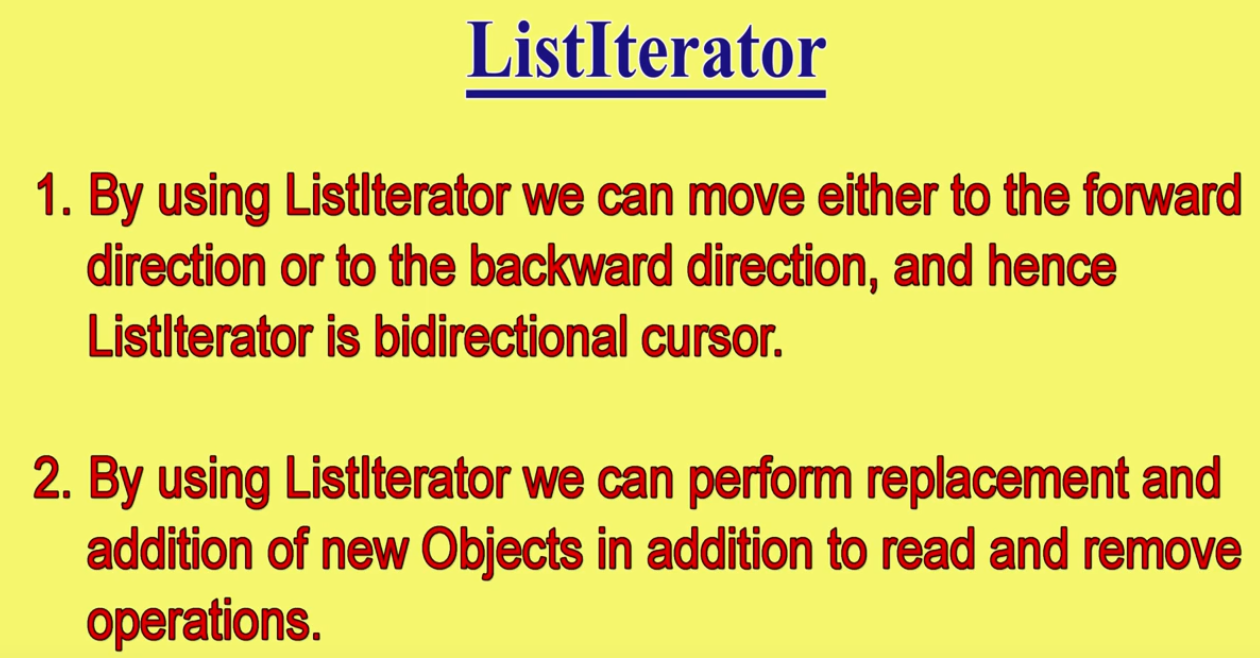 ListIterator
1. By using ListIterator we can move either to the forward
direction or to the backward direction, and hence
ListIterator is bidirectional cursor.
2. By using ListIterator we can perform replacement and
addition of new Objects in addition to read and remove
operations.